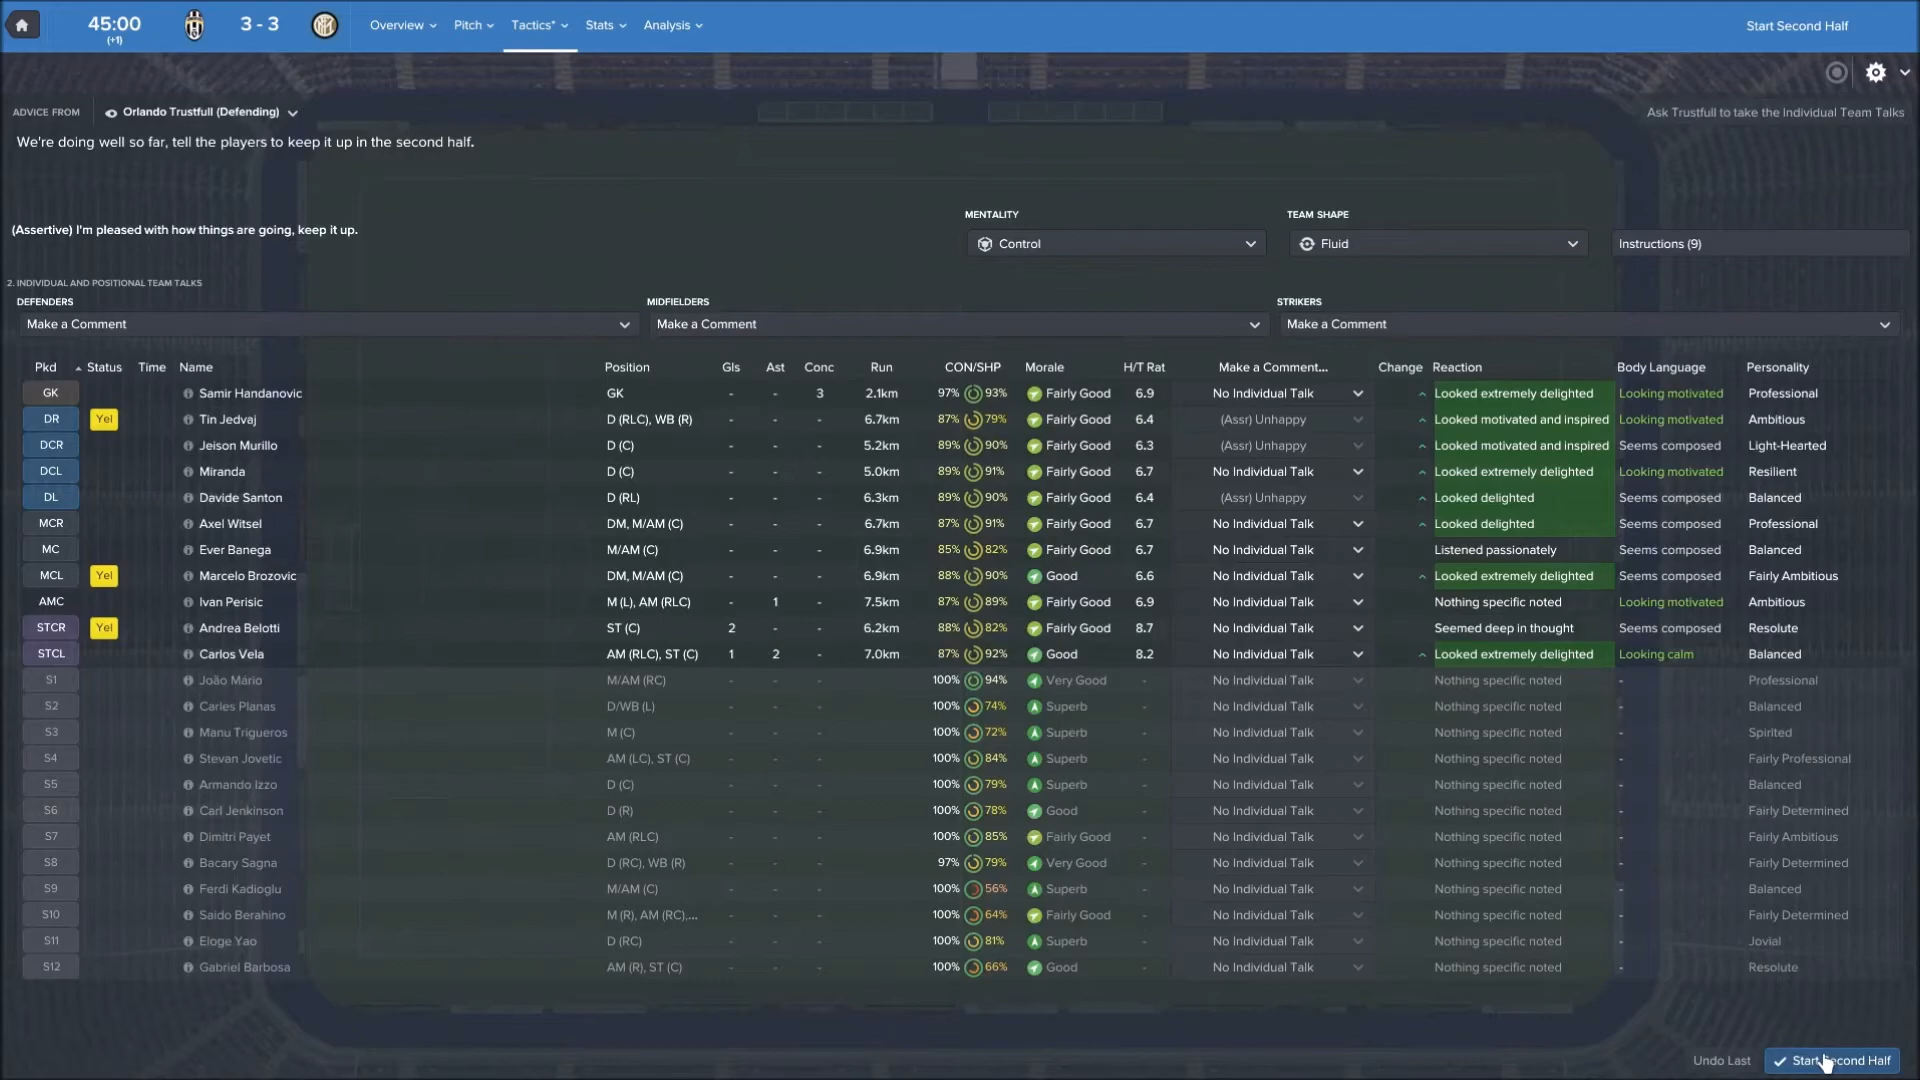 45:00 3 - 3 Overview Pitch Tactics* Stats Analysis Start Second Half
(+1)
ADVICE FROM Orlando Trustfull (Defending) Ask Trustfull to take the Individual Team Talks
We're doing well so far, tell the players to keep it up in the second half.
MENTALITY TEAM SHAPE
(Assertive) I'm pleased with how things are going, keep it up. Control Fluid Instructions (9)
2. INDIVIDUAL AND POSITIONAL TEAM TALKS
DEFENDERS MIDFIELDERS STRIKERS
Make a Comment Make a Comment Make a Comment
Pkd Status Time Name Position Gls Ast Conc Run CON/SHP Morale H/T Rat Make a Comment... Change Reaction Body Language Personality
GK Samir Handanovic GK - - 3 2.1km 97% 93% Fairly Good 6.9 No Individual Talk Looked extremely delighted Looking motivated Professional
DR Yel Tin Jedvaj D (RLC), WB (R) - - - 6.7km 87% 79% Fairly Good 6.4 (Assr) Unhappy Looked motivated and inspired Looking motivated Ambitious
DCR Jeison Murillo D (C) - - - 5.2km 89% 90% Fairly Good 6.3 (Assr) Unhappy Looked motivated and inspired Seems composed Light-Hearted
DCL Miranda D (C) - - - 5.0km 89% 91% Fairly Good 6.7 No Individual Talk Looked extremely delighted Looking motivated Resilient
DL Davide Santon D (RL) - - - 6.3km 89% 90% Fairly Good 6.4 (Assr) Unhappy Looked delighted Seems composed Balanced
MCR Axel Witsel DM, M/AM (C) - - - 6.7km 87% 91% Fairly Good 6.7 No Individual Talk Looked delighted Seems composed Professional
MC Ever Banega M/AM (C) - - - 6.9km 85% 82% Fairly Good 6.7 No Individual Talk Listened passionately Seems composed Balanced
MCL Yel Marcelo Brozovic DM, M/AM (C) - - - 6.9km 88% 90% Good 6.6 No Individual Talk Looked extremely delighted Seems composed Fairly Ambitious
AMC Ivan Perisic M (L), AM (RLC) - 1 - 7.5km 87% 89% Fairly Good 6.9 No Individual Talk Nothing specific noted Looking motivated Ambitious
STCR Yel Andrea Belotti ST (C) 2 - - 6.2km 88% 82% Fairly Good 8.7 No Individual Talk Seemed deep in thought Seems composed Resolute
STCL Carlos Vela AM (RLC), ST (C) 1 2 - 7.0km 87% 92% Good 8.2 No Individual Talk Looked extremely delighted Looking calm Balanced
S1 João Mário M/AM (RC) - - - 100% 94% Very Good - No Individual Talk Nothing specific noted - Professional
S2 Carles Planas D/WB (L) - - - 100% 74% Superb - No Individual Talk Nothing specific noted - Balanced
S3 Manu Trigueros M (C) - - - 100% 72% Superb - No Individual Talk Nothing specific noted - Spirited
S4 Stevan Jovetic AM (LC), ST (C) - - - 100% 84% Superb - No Individual Talk Nothing specific noted - Fairly Professional
S5 Armando Izzo D (C) - - - 100% 79% Superb - No Individual Talk Nothing specific noted - Balanced
S6 Carl Jenkinson D (R) - - - 100% 78% Good - No Individual Talk Nothing specific noted - Fairly Determined
S7 Dimitri Payet AM (RLC) - - - 100% 85% Fairly Good - No Individual Talk Nothing specific noted - Fairly Ambitious
S8 Bacary Sagna D (RC), WB (R) - - - 97% 79% Very Good - No Individual Talk Nothing specific noted - Fairly Determined
S9 Ferdi Kadioglu M/AM (C) - - - 100% 56% Superb - No Individual Talk Nothing specific noted - Balanced
S10 Saido Berahino M (R), AM (RC),... - - - 100% 64% Fairly Good - No Individual Talk Nothing specific noted - Fairly Determined
S11 Eloge Yao D (RC) - - - 100% 81% Superb - No Individual Talk Nothing specific noted - Jovial
S12 Gabriel Barbosa AM (R), ST (C) - - - 100% 66% Good - No Individual Talk Nothing specific noted - Resolute
Undo Last Start Second Half